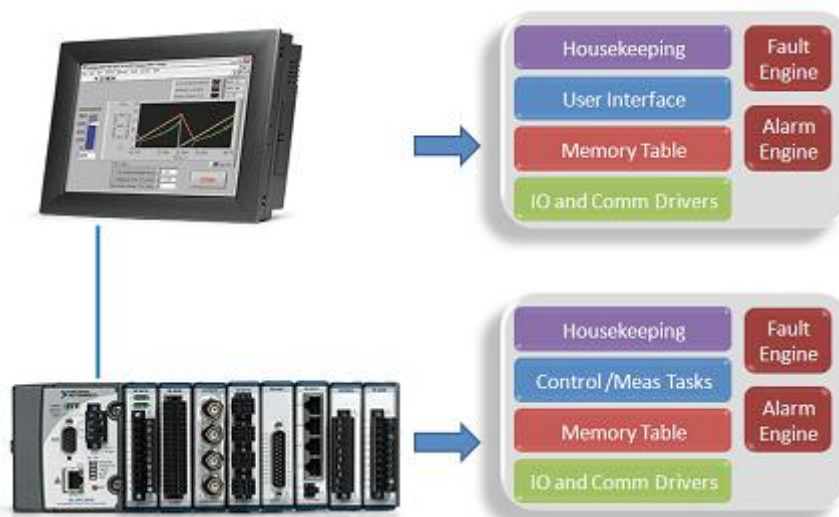 Housekeeping
Fault
Engine
User Interface
Memory Table
Alarm
Engine
IO and Comm Drivers
Housekeeping
Fault
Engine
Control /Meas Tasks
Memory Table
Alarm
Engine
IO and Comm Drivers